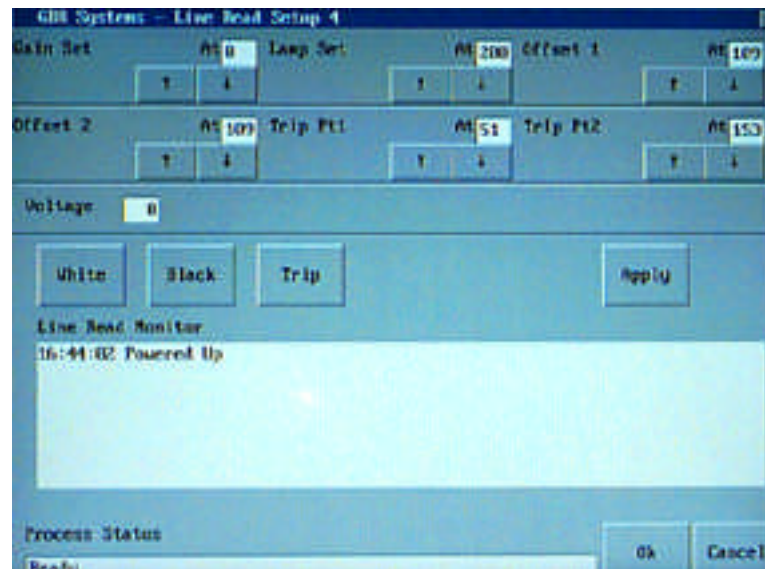 GBR Systems - Line Read Setup 4
Gain Set At 0 Lamp Set At 200 Offset 1 At 109
↑ ↓ ↑ ↓ ↑ ↓
Offset 2 At 109 Trip Pt1 At 51 Trip Pt2 At 153
↑ ↓ ↑ ↓ ↑ ↓
Voltage 0
White Black Trip Apply
Line Read Monitor
16:44:02 Powered Up
Process Status
Ok Cancel
Ready